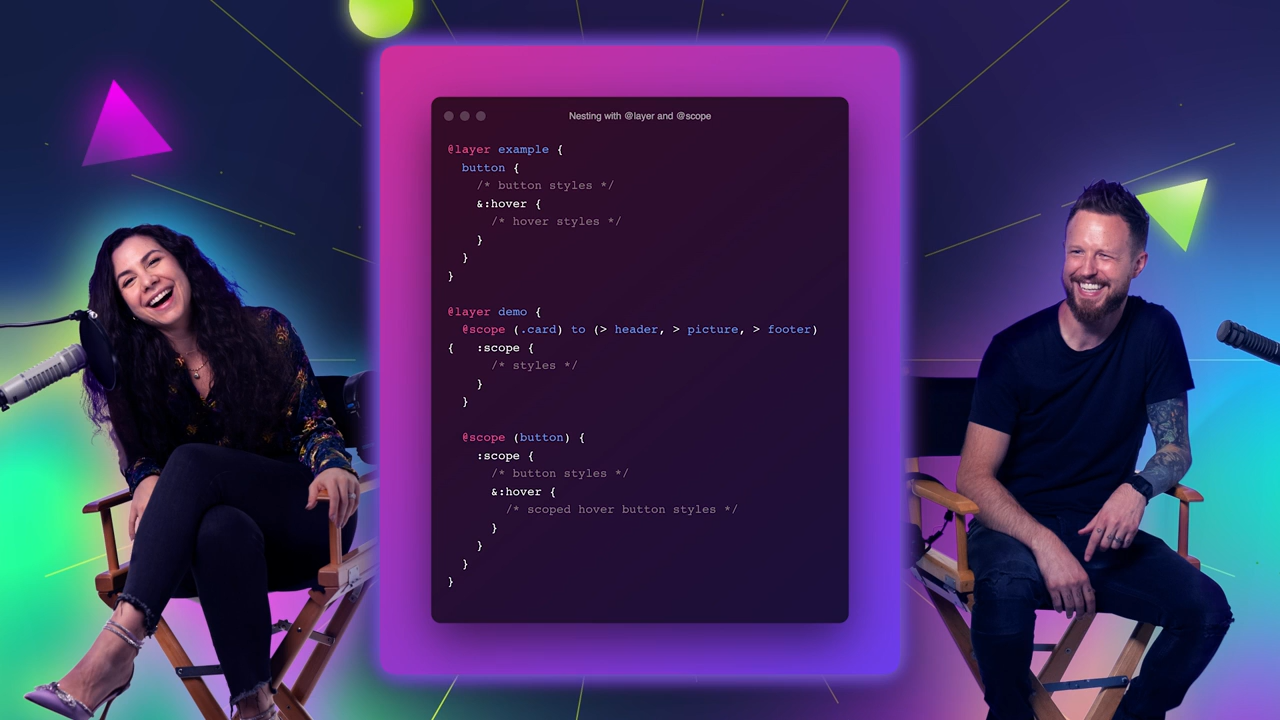 Nesting with @layer and @scope
@layer example {
  button {
    /* button styles */
    &:hover {
      /* hover styles */
    }
  }
}

@layer demo {
  @scope (.card) to (> header, > picture, > footer)
{   :scope {
      /* styles */
    }
  }

  @scope (button) {
    :scope {
      /* button styles */
      &:hover {
        /* scoped hover button styles */
      }
    }
  }
}